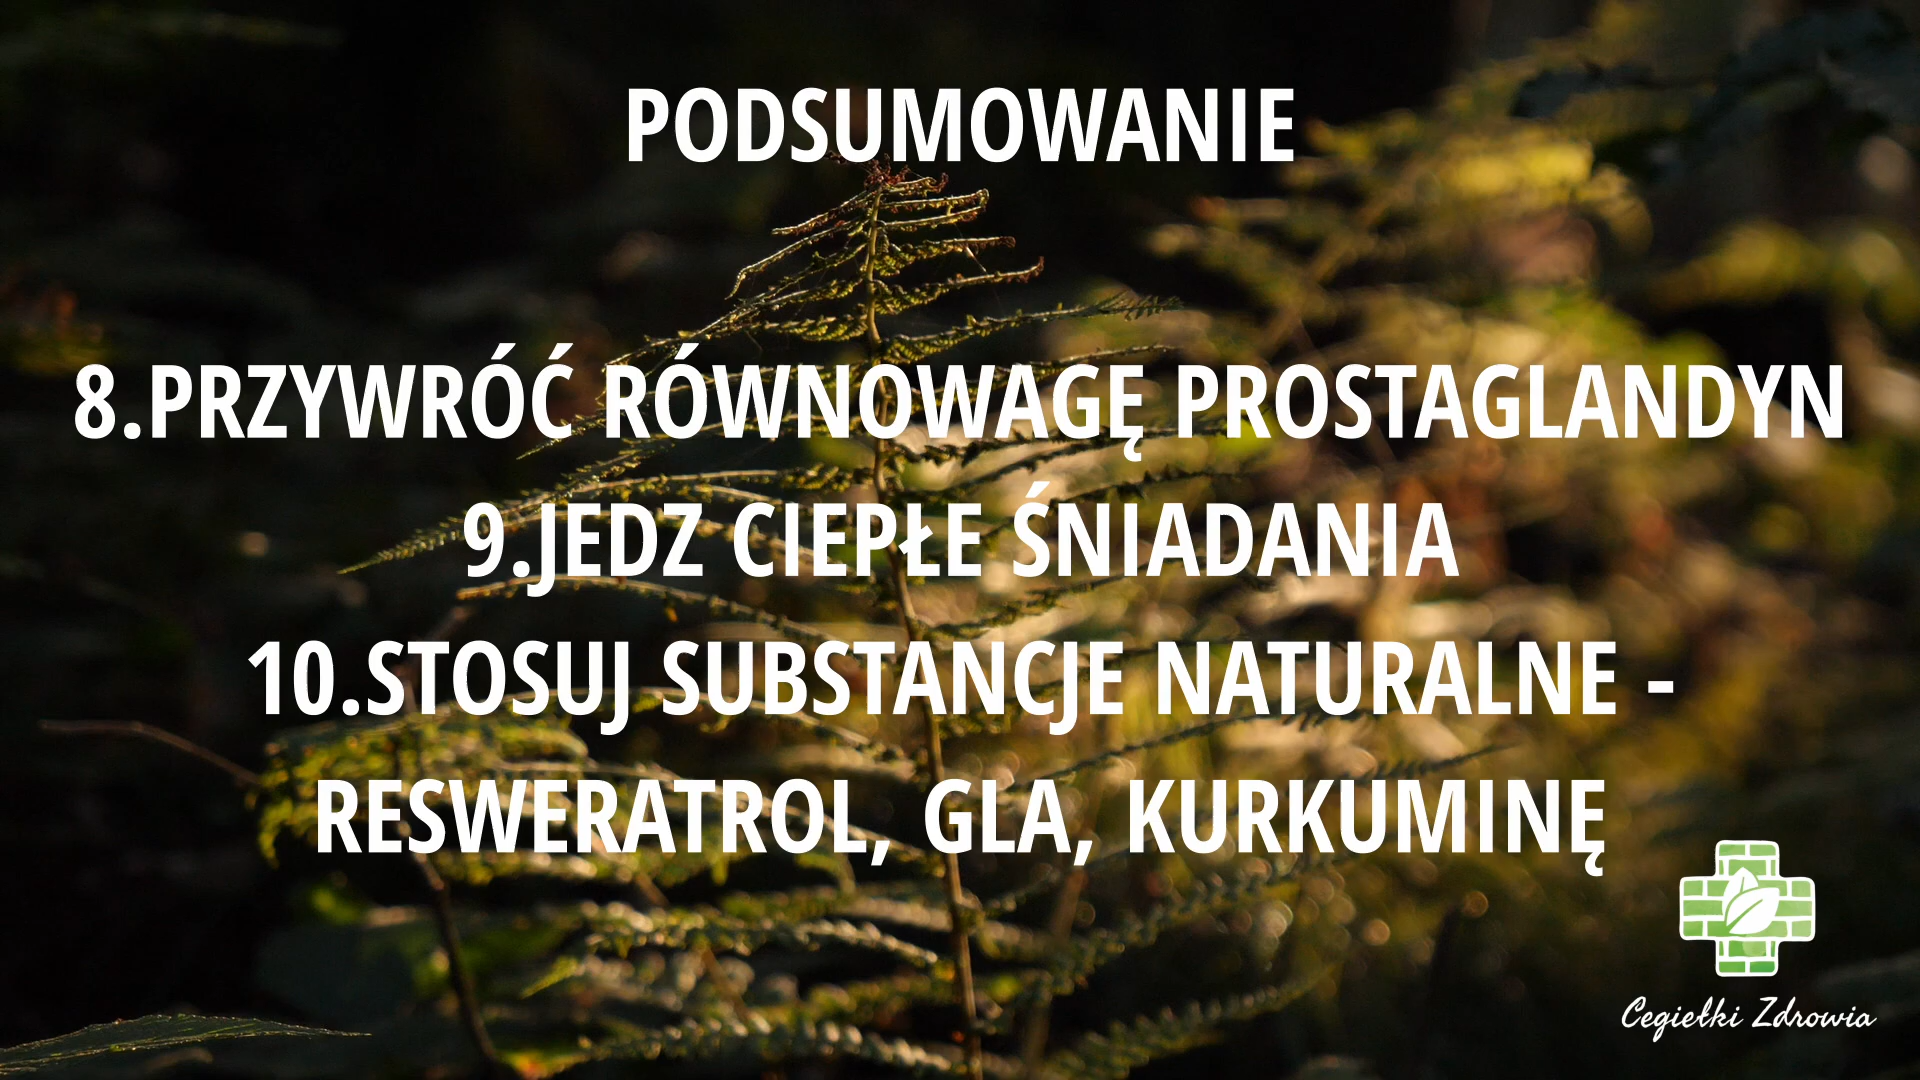 PODSUMOWANIE
8.PRZYWRÓĆ RÓWNOWAGĘ PROSTAGLANDYN
9.JEDZ CIEPŁE ŚNIADANIA
10.STOSUJ SUBSTANCJE NATURALNE -
RESWERATROL, GLA, KURKUMINĘ
Cegiełki Zdrowia